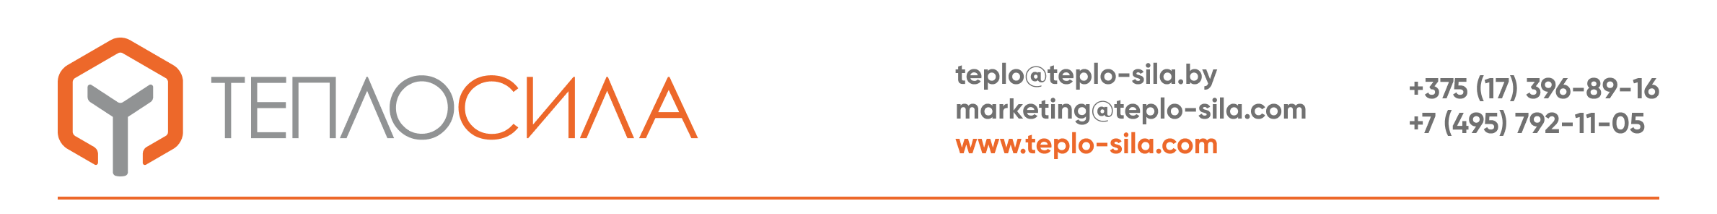 ТЕПЛОСИЛА
teplo@teplo-sila.by
marketing@teplo-sila.com
www.teplo-sila.com
+375 (17) 396-89-16
+7 (495) 792-11-05